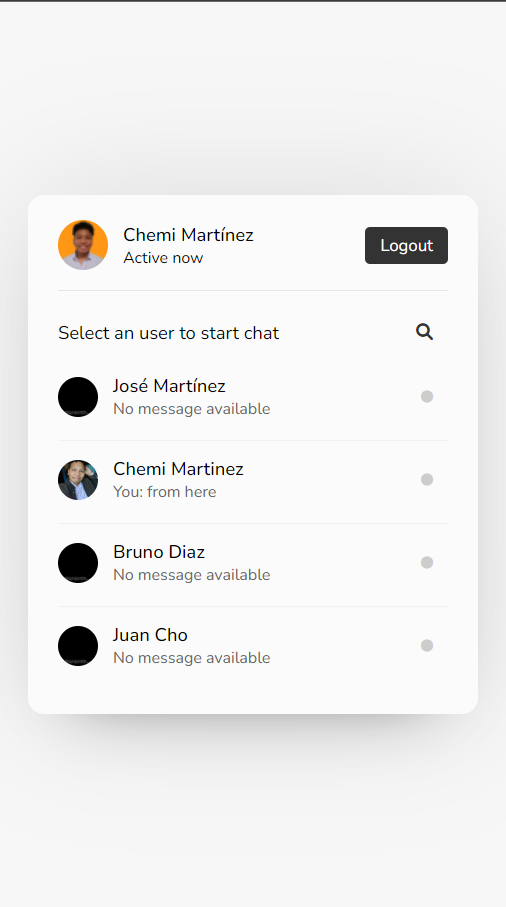 Chemi Martínez
Active now
Logout
Select an user to start chat
José Martínez
No message available
Chemi Martinez
You: from here
Bruno Diaz
No message available
Juan Cho
No message available